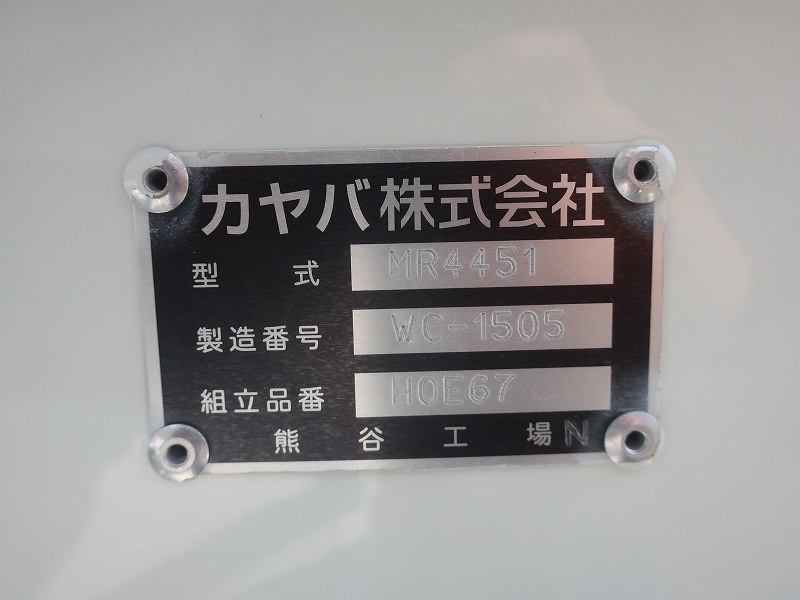 カヤバ株式会社
型式 MR4451
製造番号 WC-1505
組立品番 H0E67
熊谷工場 N